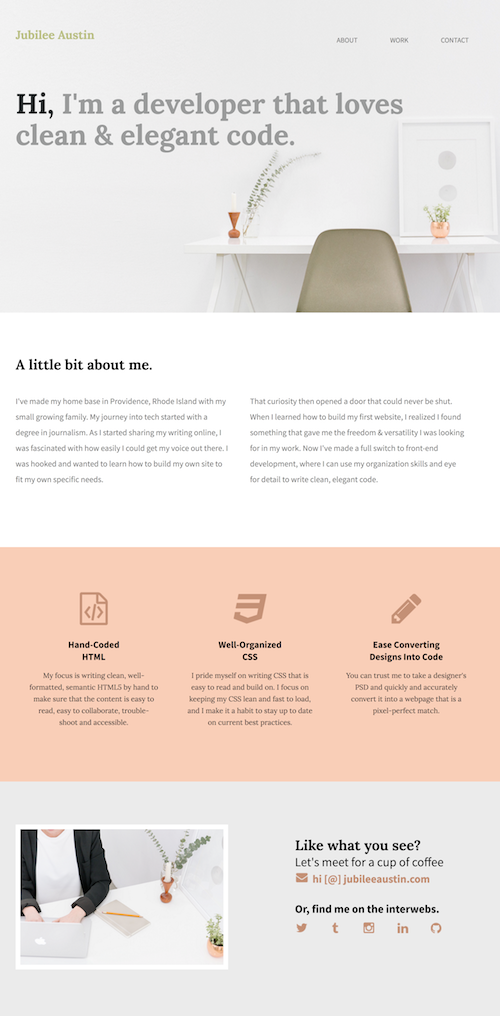 Jubilee Austin
ABOUT
WORK
CONTACT
Hi, I'm a developer that loves
clean & elegant code.
A little bit about me.
I've made my home base in Providence, Rhode Island with my
small growing family. My journey into tech started with a
degree in journalism. As I started sharing my writing online, I
was fascinated with how easily I could get my voice out there. I
was hooked and wanted to learn how to build my own site to
fit my own specific needs.
That curiosity then opened a door that could never be shut.
When I learned how to build my first website, I realized I found
something that gave me the freedom & versatility I was looking
for in my work. Now I've made a full switch to front-end
development, where I can use my organization skills and eye
for detail to write clean, elegant code.
Hand-Coded
HTML
My focus is writing clean, well-
formatted, semantic HTML5 by hand to
make sure that the content is easy to
read, easy to collaborate, trouble-
shoot and accessible.
Well-Organized
CSS
I pride myself on writing CSS that is
easy to read and build on. I focus on
keeping my CSS lean and fast to load,
and I make it a habit to stay up to date
on current best practices.
Ease Converting
Designs Into Code
You can trust me to take a designer's
PSD and quickly and accurately
convert it into a webpage that is a
pixel-perfect match.
Like what you see?
Let's meet for a cup of coffee
hi [@] jubileeaustin.com
Or, find me on the interwebs.